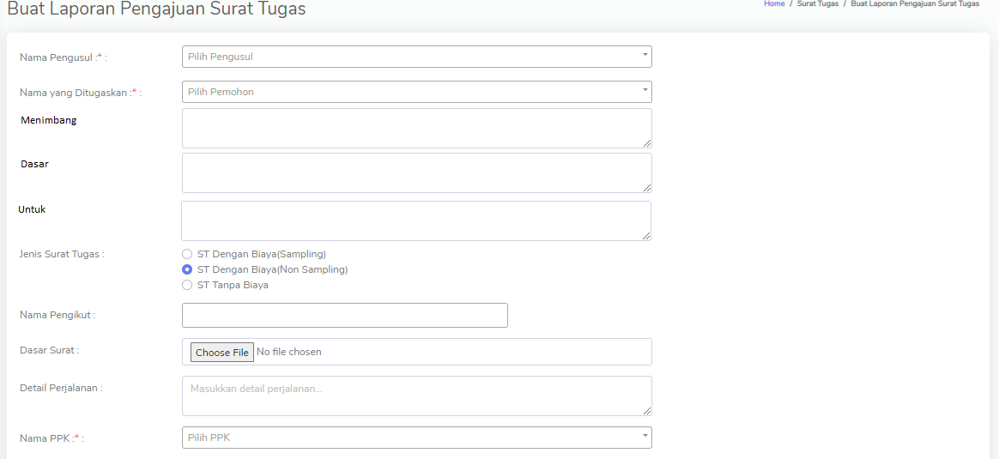 Buat Laporan Pengajuan Surat Tugas
Home / Surat Tugas / Buat Laporan Pengajuan Surat Tugas
Nama Pengusul :* : Pilih Pengusul
Nama yang Ditugaskan :* : Pilih Pemohon
Menimbang
Dasar
Untuk
Jenis Surat Tugas : ST Dengan Biaya(Sampling)
ST Dengan Biaya(Non Sampling)
ST Tanpa Biaya
Nama Pengikut :
Dasar Surat : Choose File No file chosen
Detail Perjalanan : Masukkan detail perjalanan...
Nama PPK :* : Pilih PPK